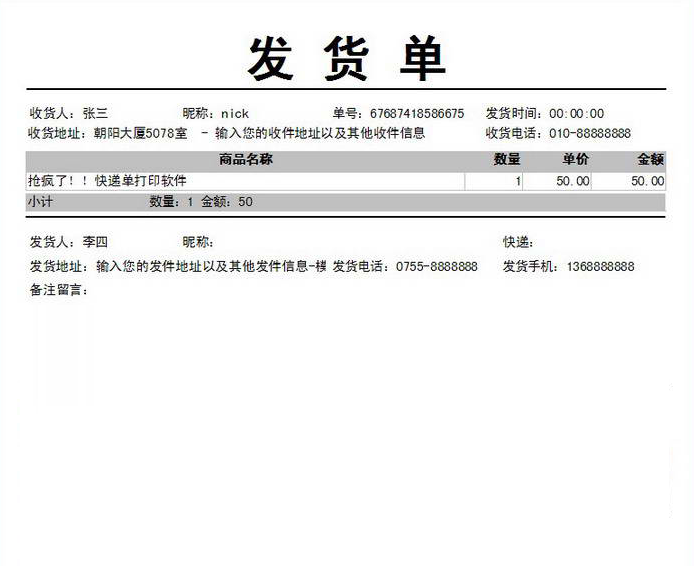 发 货 单
收货人：张三 昵称：nick 单号：67687418586675 发货时间：00:00:00
收货地址：朝阳大厦5078室 - 输入您的收件地址以及其他收件信息 收货电话：010-88888888
商品名称 数量 单价 金额
抢疯了！！快递单打印软件 1 50.00 50.00
小计 数量：1 金额：50
发货人：李四 昵称： 快递：
发货地址：输入您的发件地址以及其他发件信息-楼 发货电话：0755-8888888 发货手机：1368888888
备注留言：